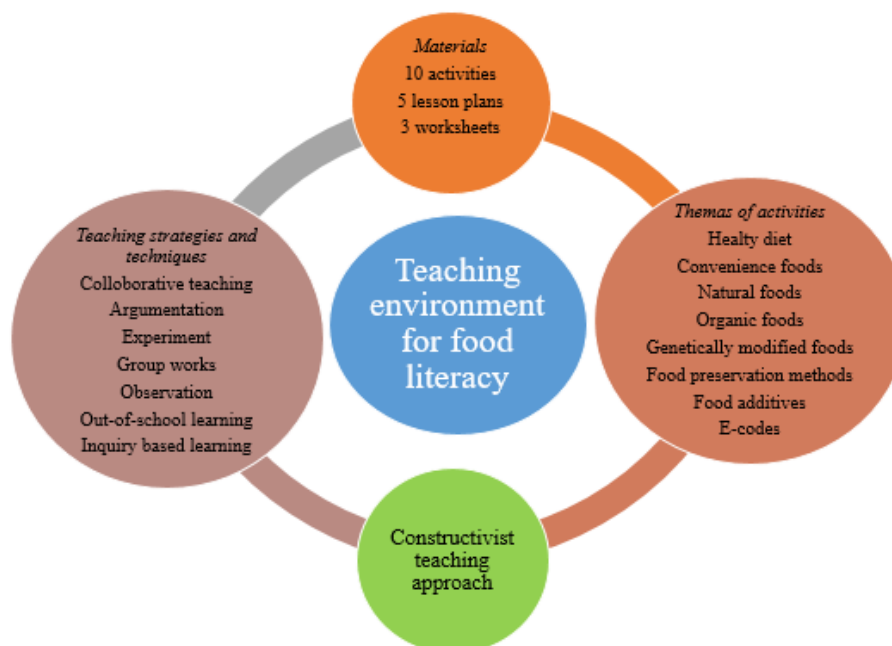 Materials
10 activities
5 lesson plans
3 worksheets
Teaching strategies and
techniques
Colloborative teaching
Argumentation
Experiment
Group works
Observation
Out-of-school learning
Inquiry based learning
Teaching
environment
for food
literacy
Themas of activities
Healty diet
Convenience foods
Natural foods
Organic foods
Genetically modified foods
Food preservation methods
Food additives
E-codes
Constructivist
teaching
approach